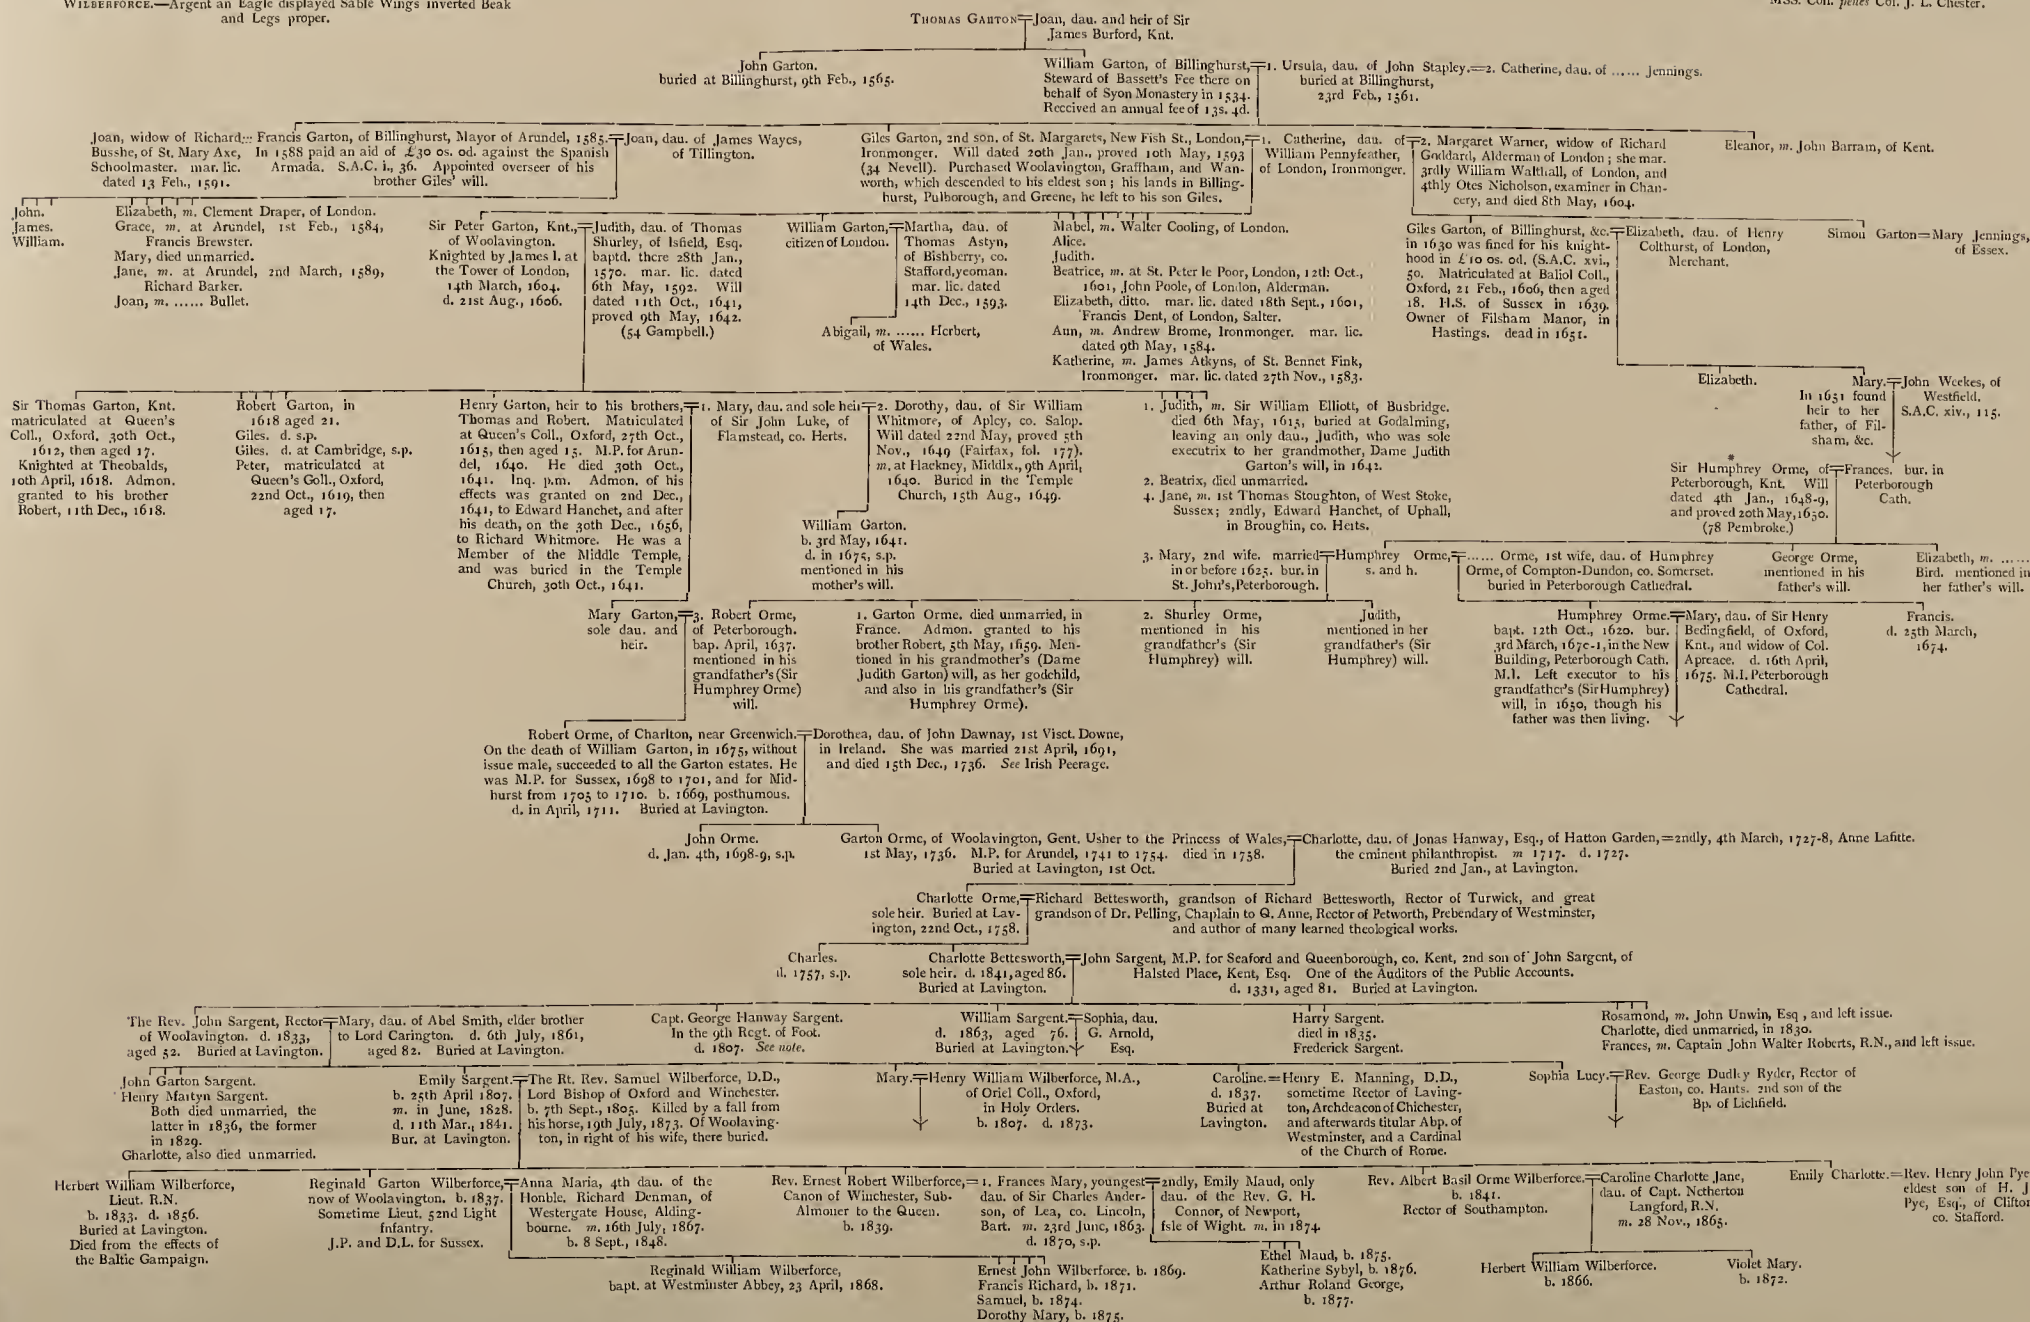 WILBERFORCE.—Argent an Eagle displayed Sable Wings inverted Beak
and Legs proper.
MSS. Coll. penes Col. J. L. Chester.
THOMAS GARTON=Joan, dau. and heir of Sir
James Burford, Knt.
John Garton.
buried at Billinghurst, 9th Feb., 1565.
William Garton, of Billinghurst,
Steward of Bassett's Fee there on
behalf of Syon Monastery in 1534.
Received an annual fee of 13s. 4d.
=1. Ursula, dau. of John Stapley.=2. Catherine, dau. of ...... Jennings.
buried at Billinghurst,
23rd Feb., 1561.
Joan, widow of Richard
Busshe, of St. Mary Axe,
Schoolmaster. mar. lic.
dated 13 Feb., 1591.
Francis Garton, of Billinghurst, Mayor of Arundel, 1585.
In 1588 paid an aid of £30 os. od. against the Spanish
Armada. S.A.C. i., 36. Appointed overseer of his
brother Giles' will.
=Joan, dau. of James Wayes,
of Tillington.
Giles Garton, 2nd son, of St. Margarets, New Fish St., London,
Ironmonger. Will dated 20th Jan., proved 10th May, 1593
(34 Nevell). Purchased Woolavington, Graffham, and Wan-
worth, which descended to his eldest son; his lands in Billing-
hurst, Pulborough, and Greene, he left to his son Giles.
=1. Catherine, dau. of
William Pennyfeather,
of London, Ironmonger.
=2. Margaret Warner, widow of Richard
Goddard, Alderman of London; she mar.
3rdly William Walthall, of London, and
4thly Otes Nicholson, examiner in Chan-
cery, and died 8th May, 1604.
Eleanor, m. John Barram, of Kent.
John.
James.
William.
Elizabeth, m. Clement Draper, of London.
Grace, m. at Arundel, 1st Feb., 1584,
Francis Brewster.
Mary, died unmarried.
Jane, m. at Arundel, 2nd March, 1589,
Richard Barker.
Joan, m. ...... Bullet.
Sir Peter Garton, Knt.,
of Woolavington.
Knighted by James I. at
the Tower of London,
14th March, 1604.
d. 21st Aug., 1606.
=Judith, dau. of Thomas
Shurley, of Isfield, Esq.
baptd. there 28th Jan.,
1570. mar. lic. dated
6th May, 1592. Will
dated 11th Oct., 1641,
proved 9th May, 1642.
(54 Gampbell.)
William Garton,
citizen of London.
=Martha, dau. of
Thomas Astyn,
of Bishberry, co.
Stafford, yeoman.
mar. lic. dated
14th Dec., 1593.
Abigail, m. ...... Herbert,
of Wales.
Mabel, m. Walter Cooling, of London.
Alice.
Judith.
Beatrice, m. at St. Peter le Poor, London, 12th Oct.,
1601, John Poole, of London, Alderman.
Elizabeth, ditto. mar. lic. dated 18th Sept., 1601,
Francis Dent, of London, Salter.
Ann, m. Andrew Brome, Ironmonger. mar. lic.
dated 9th May, 1584.
Katherine, m. James Atkyns, of St. Bennet Fink,
Ironmonger. mar. lic. dated 27th Nov., 1583.
Giles Garton, of Billinghurst, &c.
in 1630 was fined for his knight-
hood in £10 os. od, (S.A.C. xvi.,
50. Matriculated at Baliol Coll.,
Oxford, 21 Feb., 1606, then aged
18. H.S. of Sussex in 1639.
Owner of Filsham Manor, in
Hastings. dead in 1651.
=Elizabeth, dau. of Henry
Colthurst, of London,
Merchant.
Simon Garton=Mary Jennings,
of Essex.
Elizabeth.
Mary.
In 1651 found
heir to her
father, of Fil-
sham, &c.
=John Weekes, of
Westfield.
S.A.C. xiv., 115.
Sir Thomas Garton, Knt.
matriculated at Queen's
Coll., Oxford, 30th Oct.,
1612, then aged 17.
Knighted at Theobalds,
10th April, 1618. Admon.
granted to his brother
Robert, 11th Dec., 1618.
Robert Garton, in
1618 aged 21.
Giles. d. s.p.
Giles. d. at Cambridge, s.p.
Peter, matriculated at
Queen's Goll., Oxford,
22nd Oct., 1619, then
aged 17.
Henry Garton, heir to his brothers,
Thomas and Robert. Matriculated
at Queen's Coll., Oxford, 27th Oct.,
1615, then aged 15. M.P. for Arun-
del, 1640. He died 30th Oct.,
1641. Inq. p.m. Admon. of his
effects was granted on 2nd Dec.,
1641, to Edward Hanchet, and after
his death, on the 30th Dec., 1656,
to Richard Whitmore. He was a
Member of the Middle Temple,
and was buried in the Temple
Church, 30th Oct., 1641.
=1. Mary, dau. and sole heir
of Sir John Luke, of
Flamstead, co. Herts.
=2. Dorothy, dau. of Sir William
Whitmore, of Apley, co. Salop.
Will dated 22nd May, proved 5th
Nov., 1649 (Fairfax, fol. 177).
m. at Hackney, Middlx., 9th April,
1640. Buried in the Temple
Church, 15th Aug., 1649.
William Garton.
b. 3rd May, 1641.
d. in 1675, s.p.
mentioned in his
mother's will.
1. Judith, m. Sir William Elliott, of Busbridge.
died 6th May, 1615, buried at Godalming,
leaving an only dau., Judith, who was sole
executrix to her grandmother, Dame Judith
Garton's will, in 1642.
2. Beatrix, died unmarried.
4. Jane, m. 1st Thomas Stoughton, of West Stoke,
Sussex; 2ndly, Edward Hanchet, of Uphall,
in Broughin, co. Herts.
*
Sir Humphrey Orme, of
Peterborough, Knt. Will
dated 4th Jan., 1648-9,
and proved 20th May, 1650.
(78 Pembroke.)
=Frances. bur. in
Peterborough
Cath.
3. Mary, 2nd wife. married
in or before 1625. bur. in
St. John's, Peterborough.
=Humphrey Orme,
s. and h.
=...... Orme, 1st wife, dau. of Humphrey
Orme, of Compton-Dundon, co. Somerset.
buried in Peterborough Cathedral.
George Orme,
mentioned in his
father's will.
Elizabeth, m. ......
Bird. mentioned in
her father's will.
Mary Garton,
sole dau. and
heir.
=3. Robert Orme,
of Peterborough.
bap. April, 1637.
mentioned in his
grandfather's (Sir
Humphrey Orme)
will.
1. Garton Orme, died unmarried, in
France. Admon. granted to his
brother Robert, 5th May, 1659. Men-
tioned in his grandmother's (Dame
Judith Garton) will, as her godchild,
and also in his grandfather's (Sir
Humphrey Orme).
2. Shurley Orme,
mentioned in his
grandfather's (Sir
Humphrey) will.
Judith,
mentioned in her
grandfather's (Sir
Humphrey) will.
Humphrey Orme.
bapt. 12th Oct., 1620. bur.
3rd March, 167c-1, in the New
Building, Peterborough Cath.
M.I. Left executor to his
grandfather's (Sir Humphrey)
will, in 1650, though his
father was then living.
=Mary, dau. of Sir Henry
Bedingfield, of Oxford,
Knt., and widow of Col.
Apreace. d. 16th April,
1675. M.I. Peterborough
Cathedral.
Francis.
d. 25th March,
1674.
Robert Orme, of Charlton, near Greenwich.
On the death of William Garton, in 1675, without
issue male, succeeded to all the Garton estates. He
was M.P. for Sussex, 1698 to 1701, and for Mid-
hurst from 1705 to 1710. b. 1669, posthumous.
d. in April, 1711. Buried at Lavington.
=Dorothea, dau. of John Dawnay, 1st Visct. Downe,
in Ireland. She was married 21st April, 1691,
and died 15th Dec., 1736. See Irish Peerage.
John Orme.
d. Jan. 4th, 1698-9, s.p.
Garton Orme, of Woolavington, Gent. Usher to the Princess of Wales,
1st May, 1736. M.P. for Arundel, 1741 to 1754. died in 1758.
Buried at Lavington, 1st Oct.
=Charlotte, dau. of Jonas Hanway, Esq., of Hatton Garden,=2ndly, 4th March, 1727-8, Anne Lafitte.
the eminent philanthropist. m 1717. d. 1727.
Buried 2nd Jan., at Lavington.
Charlotte Orme,
sole heir. Buried at Lav-
ington, 22nd Oct., 1758.
=Richard Bettesworth, grandson of Richard Bettesworth, Rector of Turwick, and great
grandson of Dr. Pelling, Chaplain to Q. Anne, Rector of Petworth, Prebendary of Westminster,
and author of many learned theological works.
Charles.
d. 1757, s.p.
Charlotte Bettesworth,
sole heir. d. 1841, aged 86.
Buried at Lavington.
=John Sargent, M.P. for Seaford and Queenborough, co. Kent, 2nd son of John Sargent, of
Halsted Place, Kent, Esq. One of the Auditors of the Public Accounts.
d. 1331, aged 81. Buried at Lavington.
The Rev. John Sargent, Rector
of Woolavington. d. 1833,
aged 52. Buried at Lavington.
=Mary, dau. of Abel Smith, elder brother
to Lord Carington. d. 6th July, 1861,
aged 82. Buried at Lavington.
Capt. George Hanway Sargent.
In the 9th Regt. of Foot.
d. 1807. See note.
William Sargent.
d. 1863, aged 76.
Buried at Lavington.
=Sophia, dau.
G. Arnold,
Esq.
Harry Sargent.
died in 1835.
Frederick Sargent.
Rosamond, m. John Unwin, Esq, and left issue.
Charlotte, died unmarried, in 1830.
Frances, m. Captain John Walter Roberts, R.N., and left issue.
John Garton Sargent.
Henry Martyn Sargent.
Both died unmarried, the
latter in 1836, the former
in 1829.
Gharlotte, also died unmarried.
Emily Sargent.
b. 25th April 1807.
m. in June, 1828.
d. 11th Mar., 1841.
Bur. at Lavington.
=The Rt. Rev. Samuel Wilberforce, D.D.,
Lord Bishop of Oxford and Winchester.
b. 7th Sept., 1805. Killed by a fall from
his horse, 19th July, 1873. Of Woolaving-
ton, in right of his wife, there buried.
Mary.=Henry William Wilberforce, M.A.,
of Oriel Coll., Oxford,
in Holy Orders.
b. 1807. d. 1873.
Caroline.
d. 1837.
Buried at
Lavington.
=Henry E. Manning, D.D.,
sometime Rector of Laving-
ton, Archdeacon of Chichester,
and afterwards titular Abp. of
Westminster, and a Cardinal
of the Church of Rome.
Sophia Lucy.=Rev. George Dudley Ryder, Rector of
Easton, co. Hants. 2nd son of the
Bp. of Lichfield.
Herbert William Wilberforce,
Lieut. R.N.
b. 1833. d. 1856.
Buried at Lavington.
Died from the effects of
the Baltic Gampaign.
Reginald Garton Wilberforce,
now of Woolavington. b. 1837.
Sometime Lieut. 52nd Light
Infantry.
J.P. and D.L. for Sussex.
=Anna Maria, 4th dau. of the
Honble. Richard Denman, of
Westergate House, Alding-
bourne. m. 16th July, 1867.
b. 8 Sept., 1848.
Rev. Ernest Robert Wilberforce,
Canon of Winchester, Sub-
Almoner to the Queen.
b. 1839.
=1. Frances Mary, youngest
dau. of Sir Charles Ander-
son, of Lea, co. Lincoln,
Bart. m. 23rd June, 1863.
d. 1870, s.p.
=2ndly, Emily Maud, only
dau. of the Rev. G. H.
Connor, of Newport,
Isle of Wight. m. in 1874.
Rev. Albert Basil Orme Wilberforce.
b. 1841.
Rector of Southampton.
=Caroline Charlotte Jane,
dau. of Capt. Netherton
Langford, R.N.
m. 28 Nov., 1865.
Emily Charlotte.=Rev. Henry John Pye
eldest son of H. J.
Pye, Esq., of Clifton
co. Stafford.
Reginald William Wilberforce,
bapt. at Westminster Abbey, 23 April, 1868.
Ernest John Wilberforce. b. 1869.
Francis Richard, b. 1871.
Samuel, b. 1874.
Dorothy Mary, b. 1875.
Ethel Maud, b. 1875.
Katherine Sybyl, b. 1876.
Arthur Roland George,
b. 1877.
Herbert William Wilberforce.
b. 1866.
Violet Mary.
b. 1872.